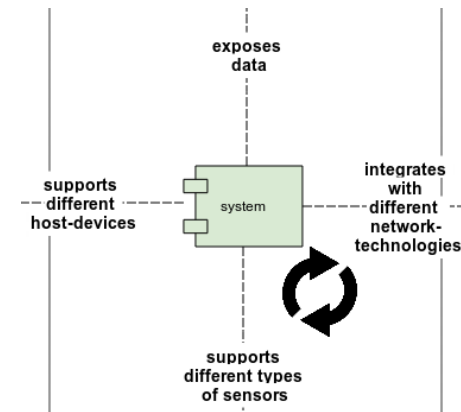 exposes
data
supports
different
host-devices
system
integrates
with
different
network-
technologies
supports
different types
of sensors